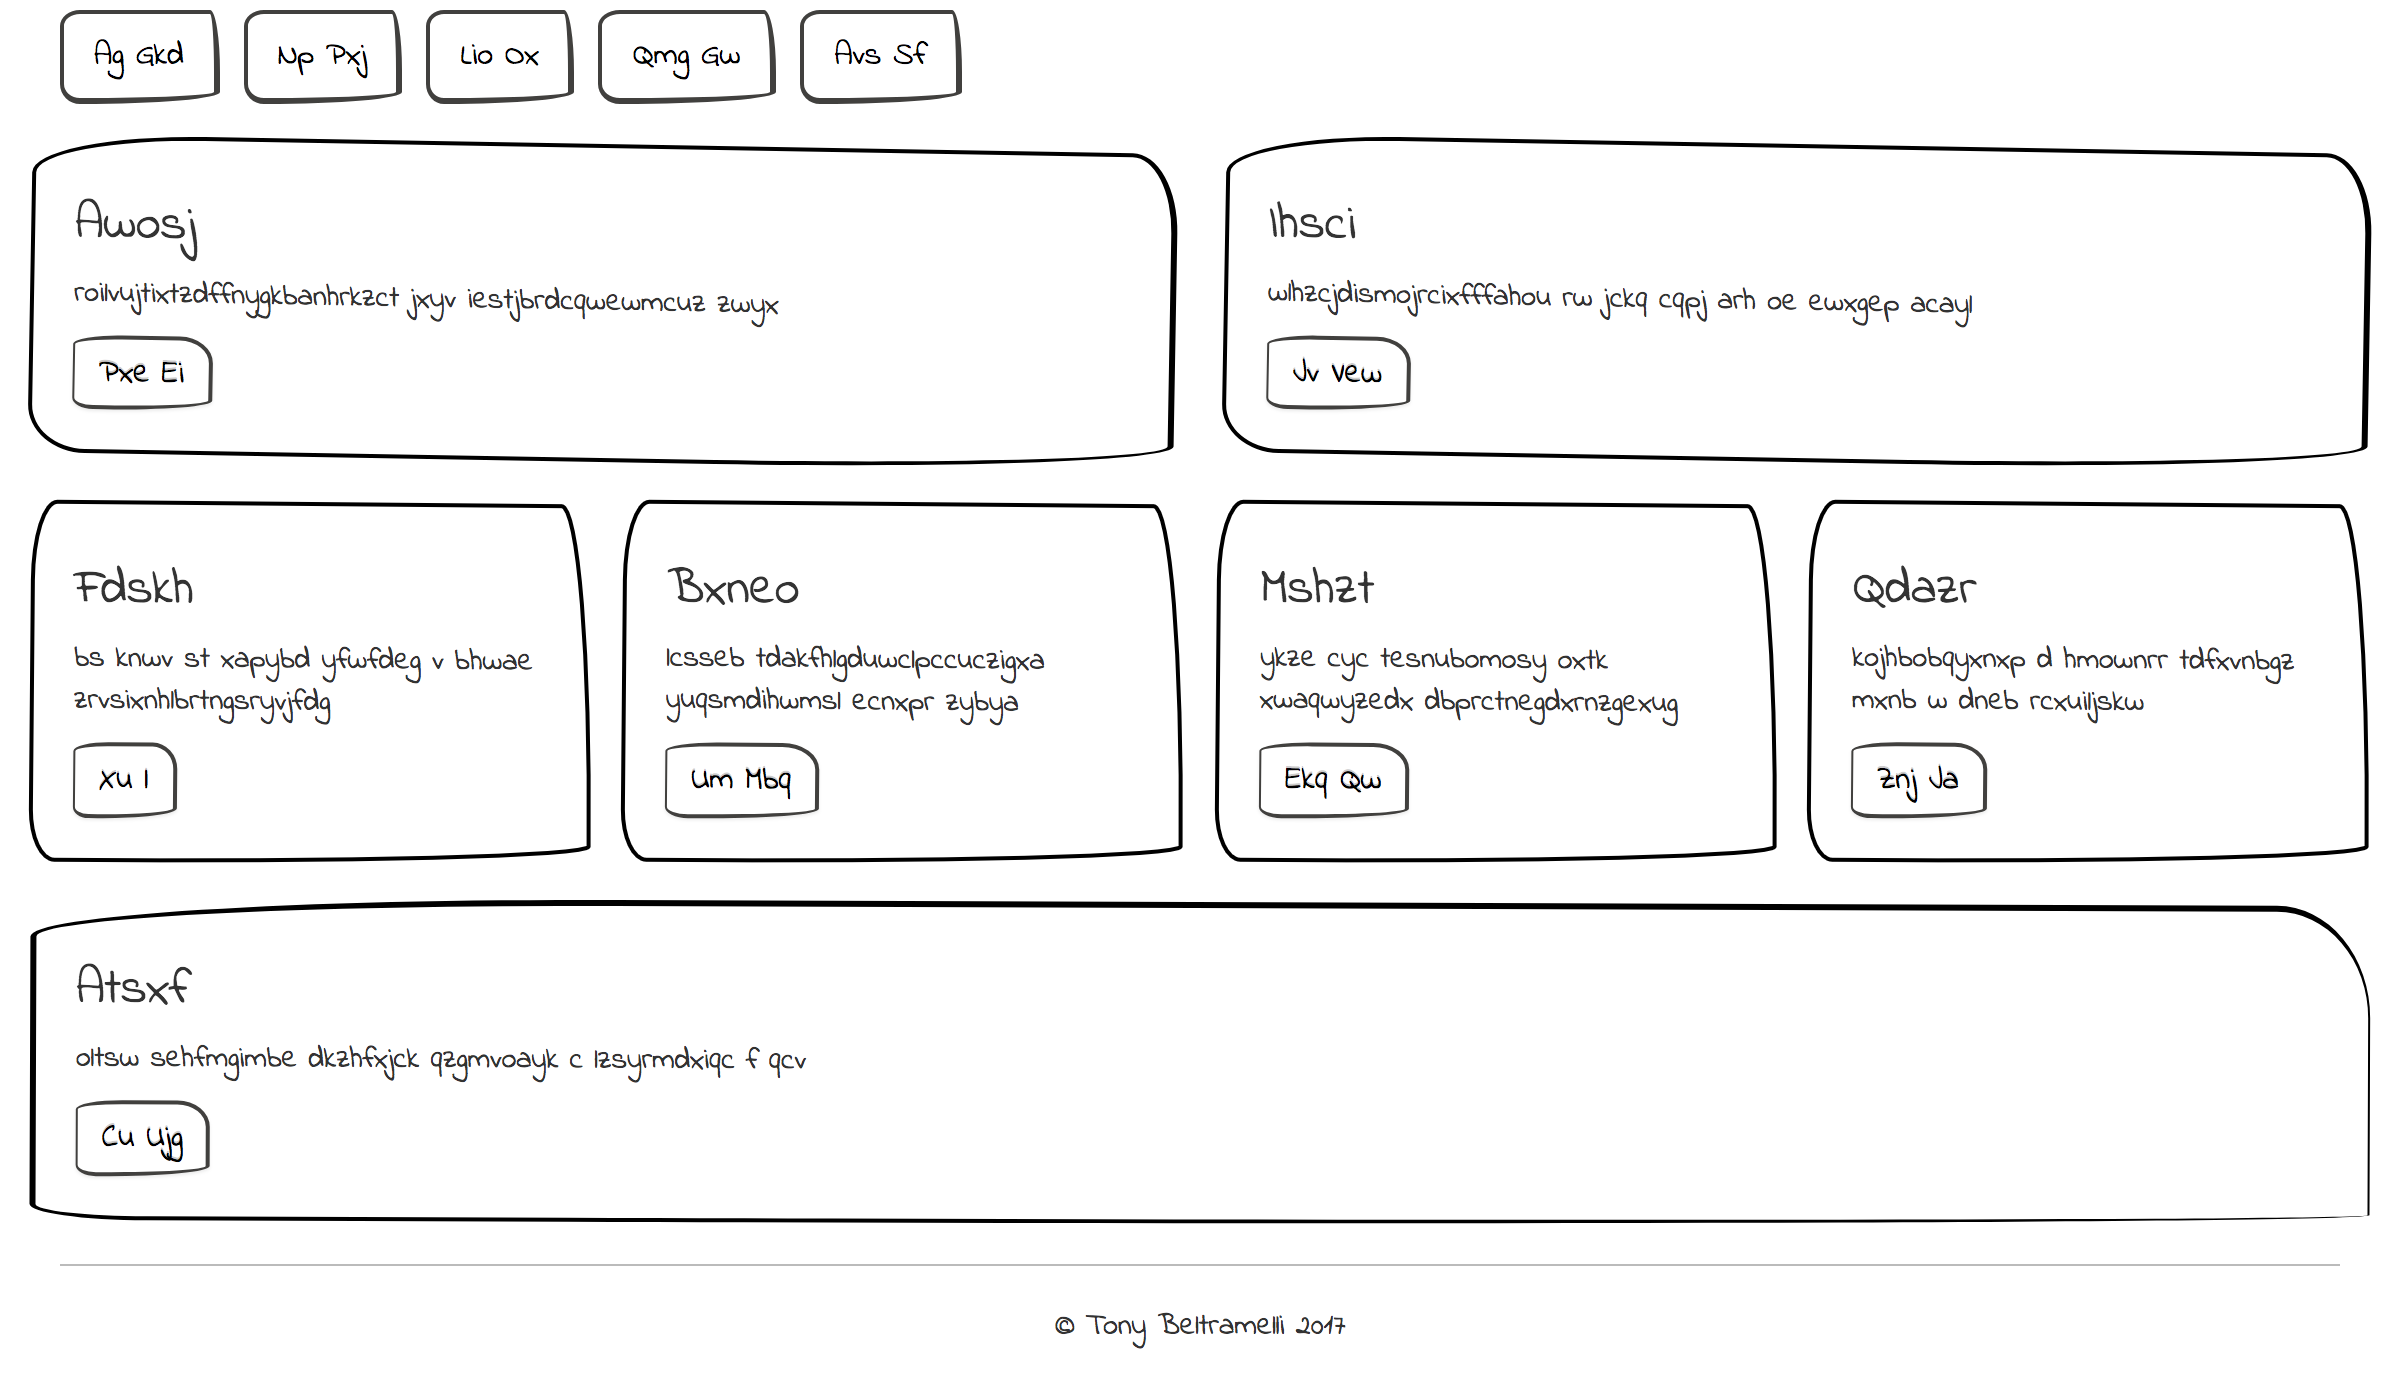 Ag Gkd
Np Pxj
Lio Ox
Qmg Gw
Avs Sf
Awosj
roilvujtixtzdffnygkbanhrkzct jxyv iestjbrdcqwewmcuz zwyx
Pxe Ei
Ihsci
wlhzcjdismojrcixfffahou rw jckq cqpj arh oe ewxgep acayl
Jv Vew
Fdskh
bs knwv st xapybd yfwfdeg v bhwae
zrvsixnhlbrtngsryvjfdg
Xu I
Bxneo
lcsseb tdakfhlgduwclpccuczigxa
yuqsmdihwmsl ecnxpr zybya
Um Mbq
Mshzt
ykze cyc tesnubomosy oxtk
xwaqwyzedx dbprctnegdxrnzgexug
Ekq Qw
Qdazr
kojhbobqyxnxp d hmownrr tdfxvnbgz
mxnb w dneb rcxuiljskw
Znj Ja
Atsxf
oltsw sehfmgimbe dkzhfxjck qzgmvoayk c lzsyrmdxiqc f qcv
Cu Ujg
© Tony Beltramelli 2017